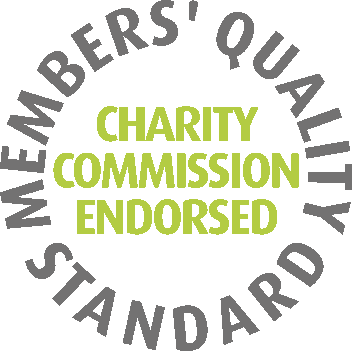 MEMBERS' QUALITY
CHARITY
COMMISSION
ENDORSED
STANDARD